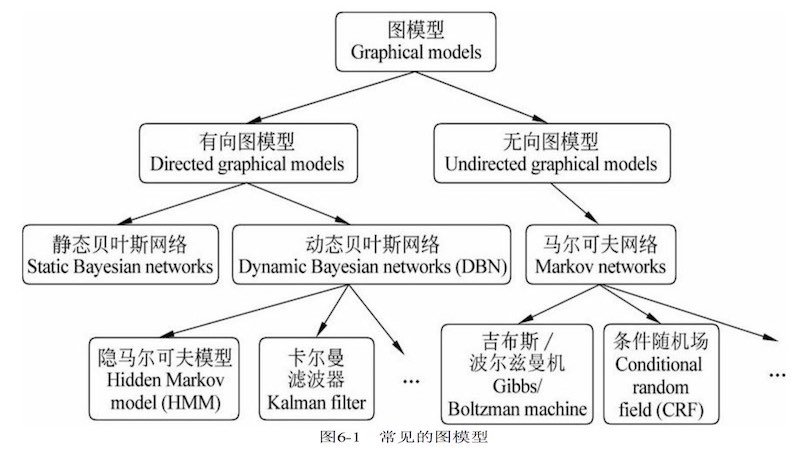 图模型
Graphical models
有向图模型
Directed graphical models
无向图模型
Undirected graphical models
静态贝叶斯网络
Static Bayesian networks
动态贝叶斯网络
Dynamic Bayesian networks (DBN)
马尔可夫网络
Markov networks
隐马尔可夫模型
Hidden Markov
model (HMM)
卡尔曼
滤波器
Kalman filter
...
吉布斯/
波尔兹曼机
Gibbs/
Boltzman machine
条件随机场
Conditional
random
field (CRF)
...
图6-1 常见的图模型